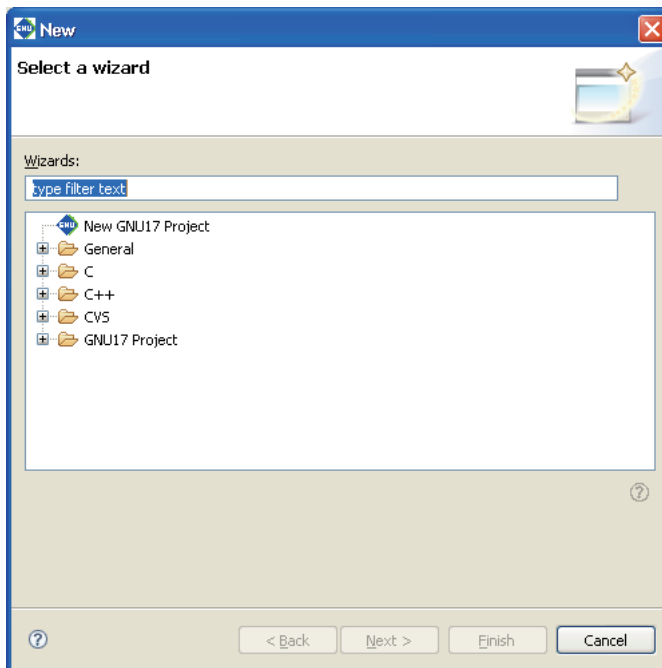 New
Select a wizard
Wizards:
type filter text
New GNU17 Project
General
C
C++
CVS
GNU17 Project
< Back Next > Finish Cancel